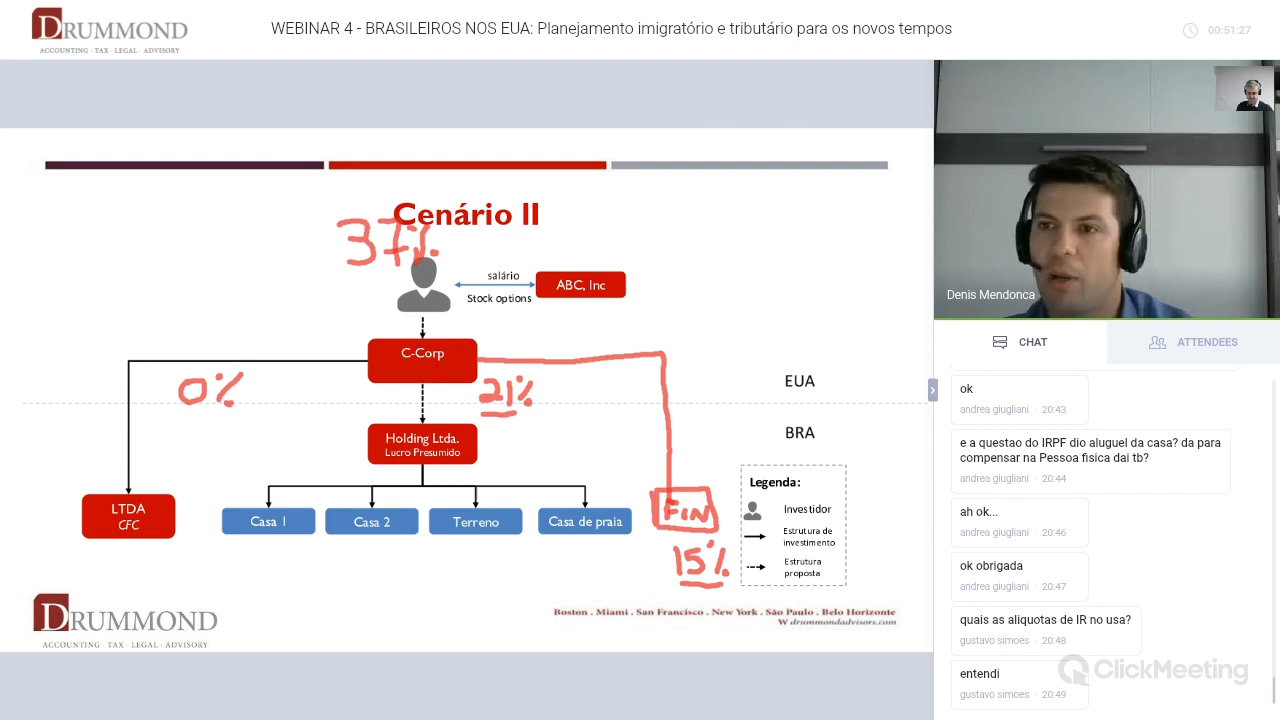 DRUMMOND
ACCOUNTING · TAX · LEGAL · ADVISORY
WEBINAR 4 - BRASILEIROS NOS EUA: Planejamento imigratório e tributário para os novos tempos
00:51:27
Cenário II
37%
salário
Stock options
ABC, Inc
C-Corp
0%
21%
EUA
BRA
Holding Ltda.
Lucro Presumido
LTDA
CFC
Casa 1
Casa 2
Terreno
Casa de praia
FIN
15%
Legenda:
Investidor
Estrutura de
investimento
Estrutura
proposta
DRUMMOND
ACCOUNTING · TAX · LEGAL · ADVISORY
Boston . Miami . San Francisco . New York . São Paulo . Belo Horizonte
W drummondadvisors.com
Denis Mendonca
CHAT
ATTENDEES
ok
andrea giugliani · 20:43
e a questao do IRPF dio aluguel da casa? da para
compensar na Pessoa fisica dai tb?
andrea giugliani · 20:44
ah ok...
andrea giugliani · 20:46
ok obrigada
andrea giugliani · 20:47
quais as aliquotas de IR no usa?
gustavo simoes · 20:48
entendi
gustavo simoes · 20:49
ClickMeeting